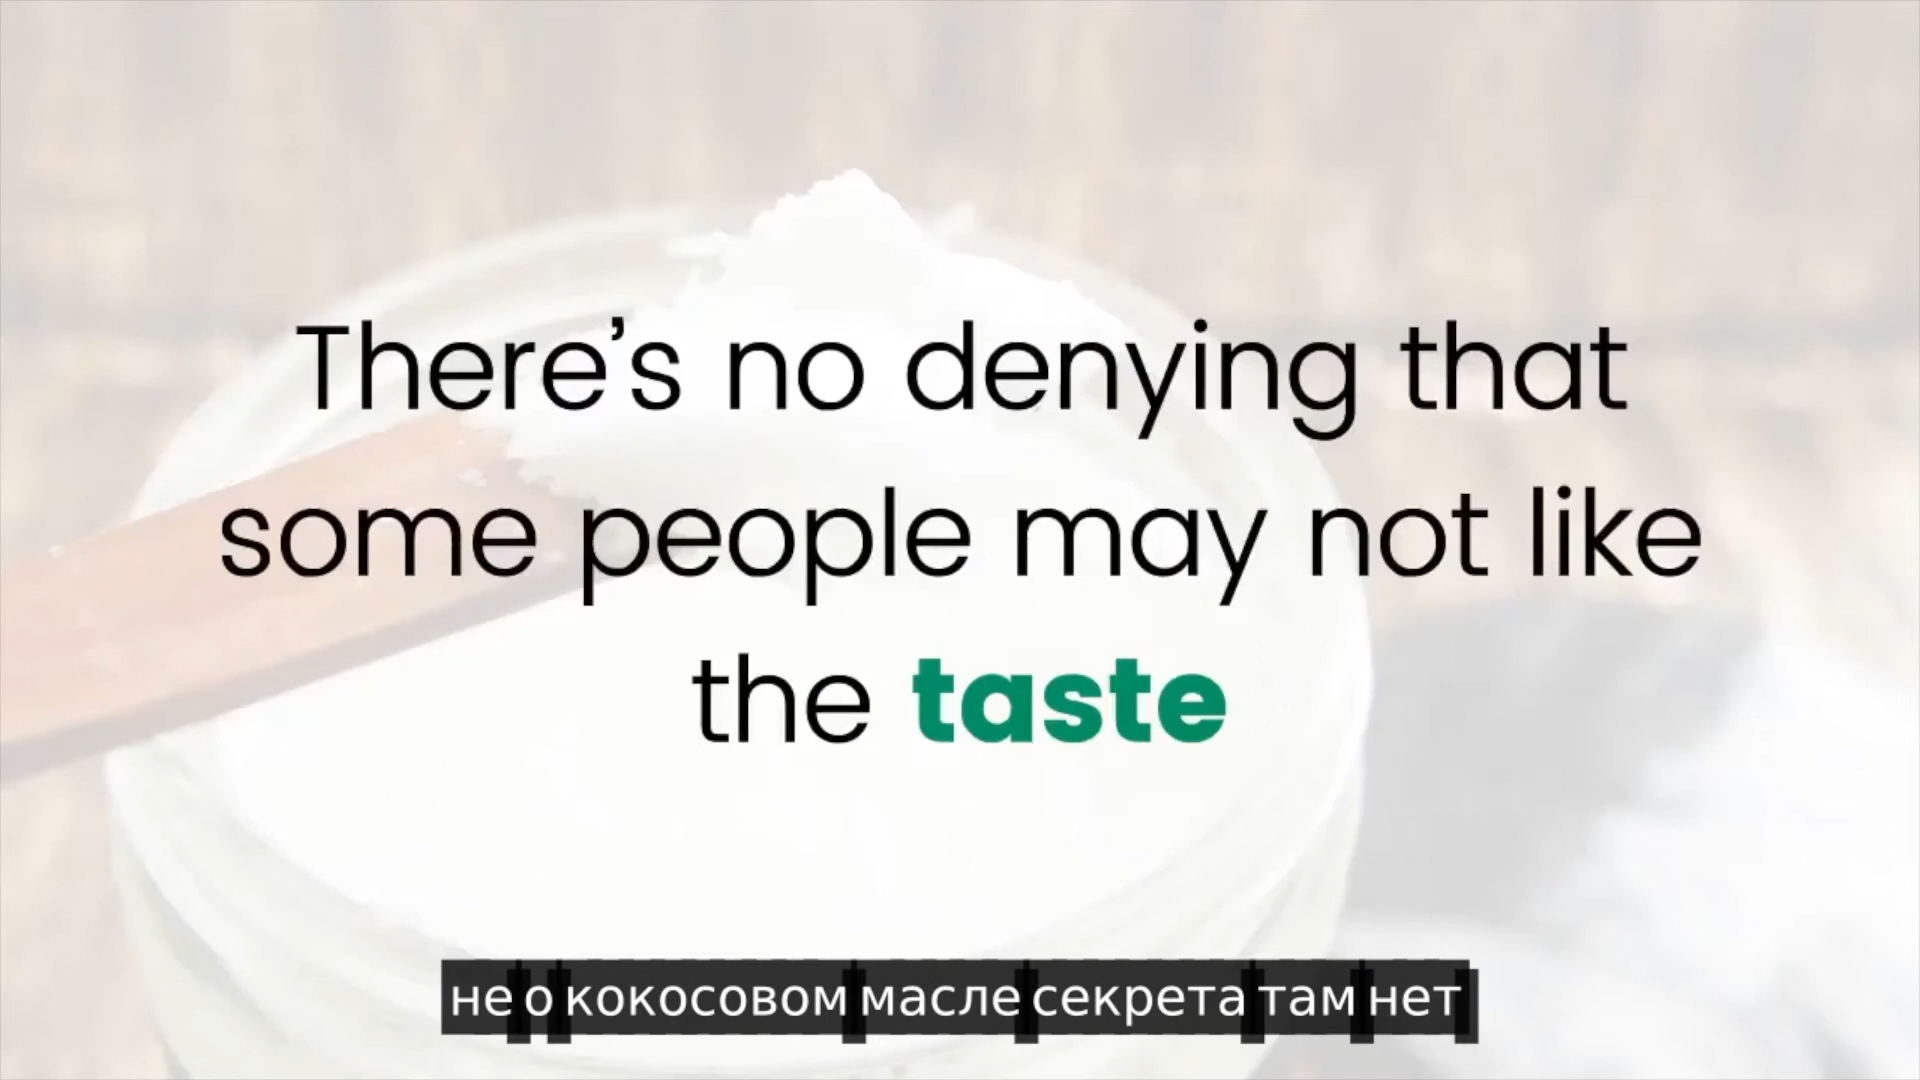 There’s no denying that
some people may not like
the taste
не о кокосовом масле секрета там нет